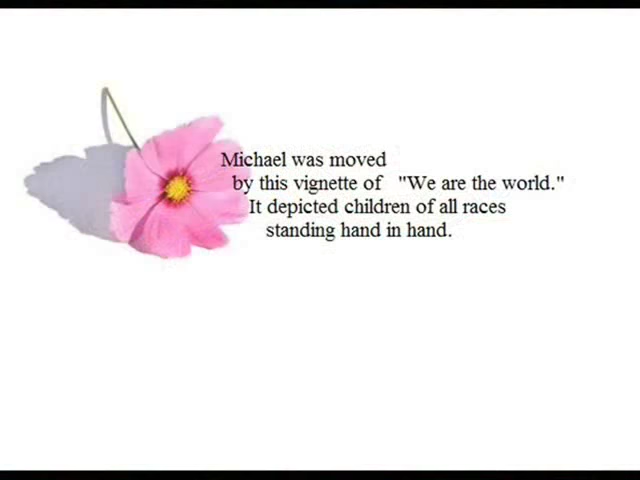 Michael was moved
by this vignette of "We are the world."
It depicted children of all races
standing hand in hand.